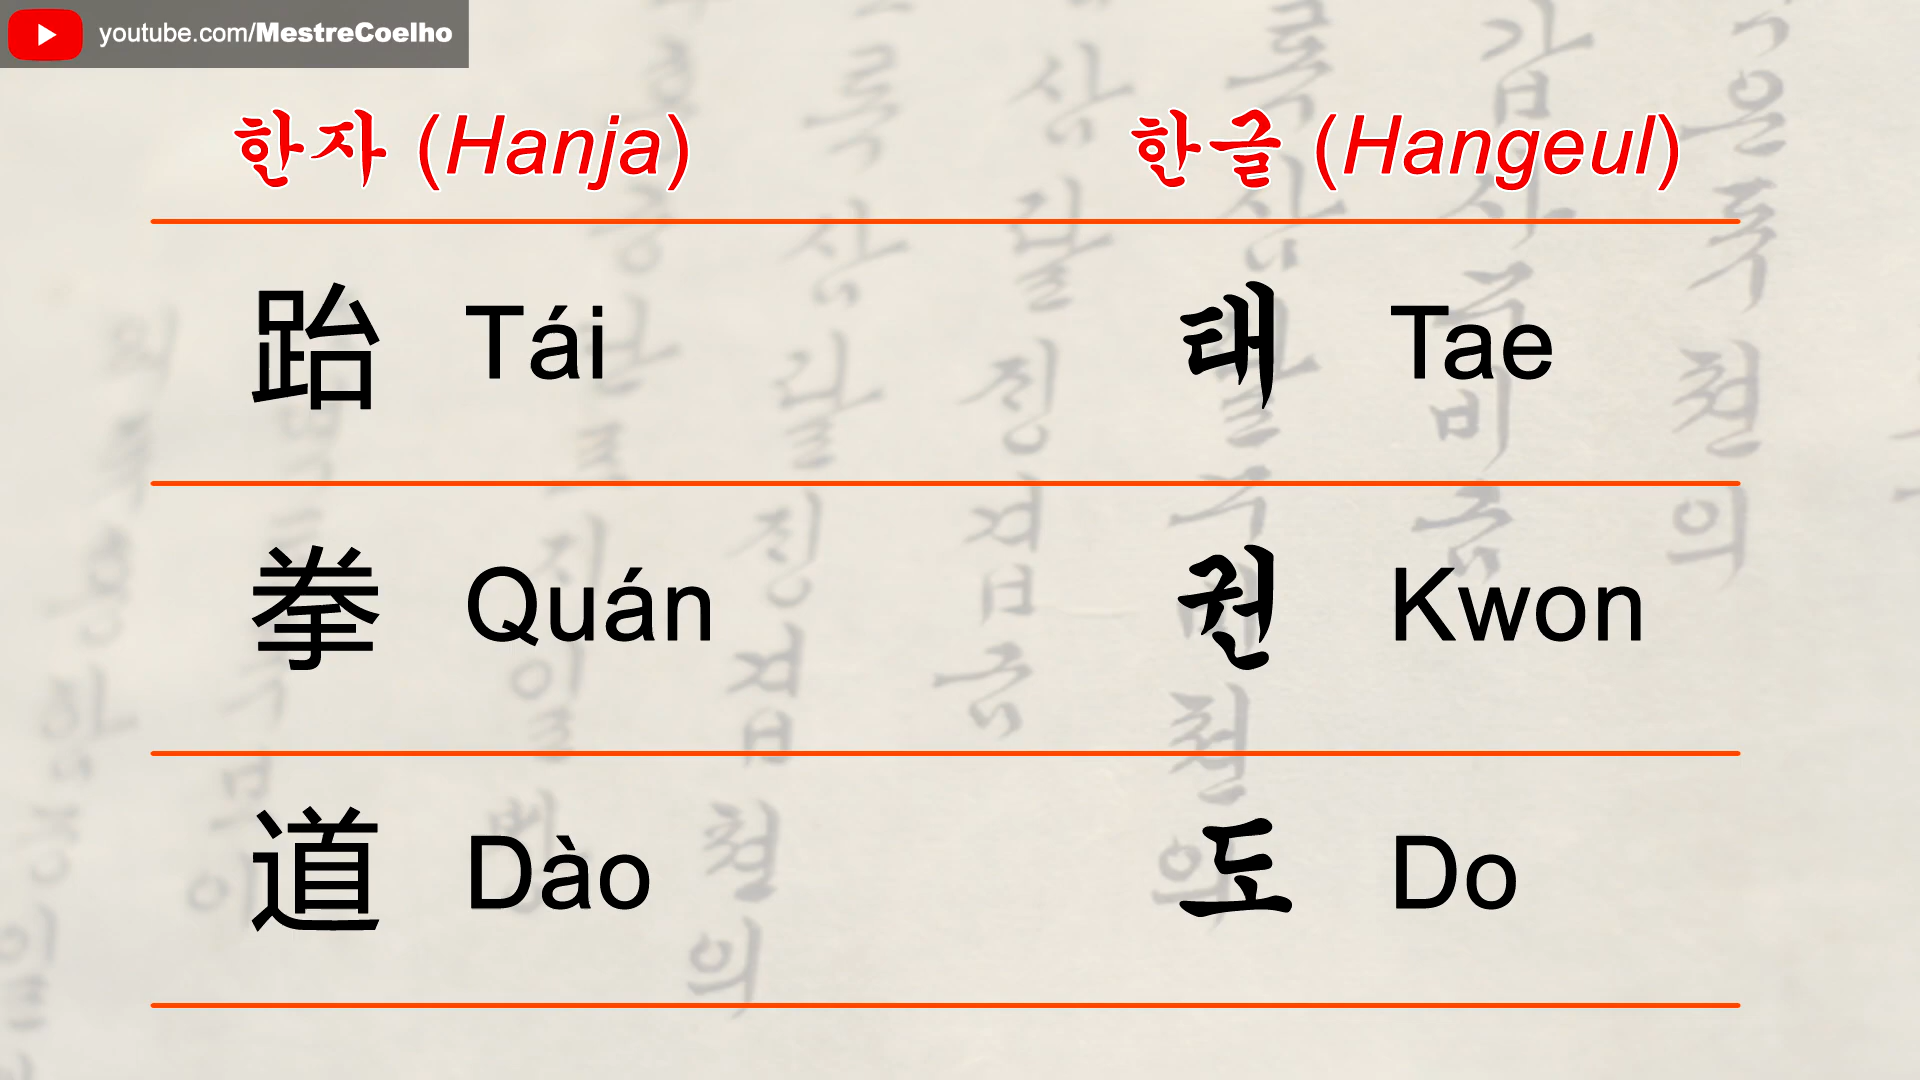 youtube.com/MestreCoelho
한자 (Hanja) 한글 (Hangeul)
跆 Tái 태 Tae
拳 Quán 권 Kwon
道 Dào 도 Do